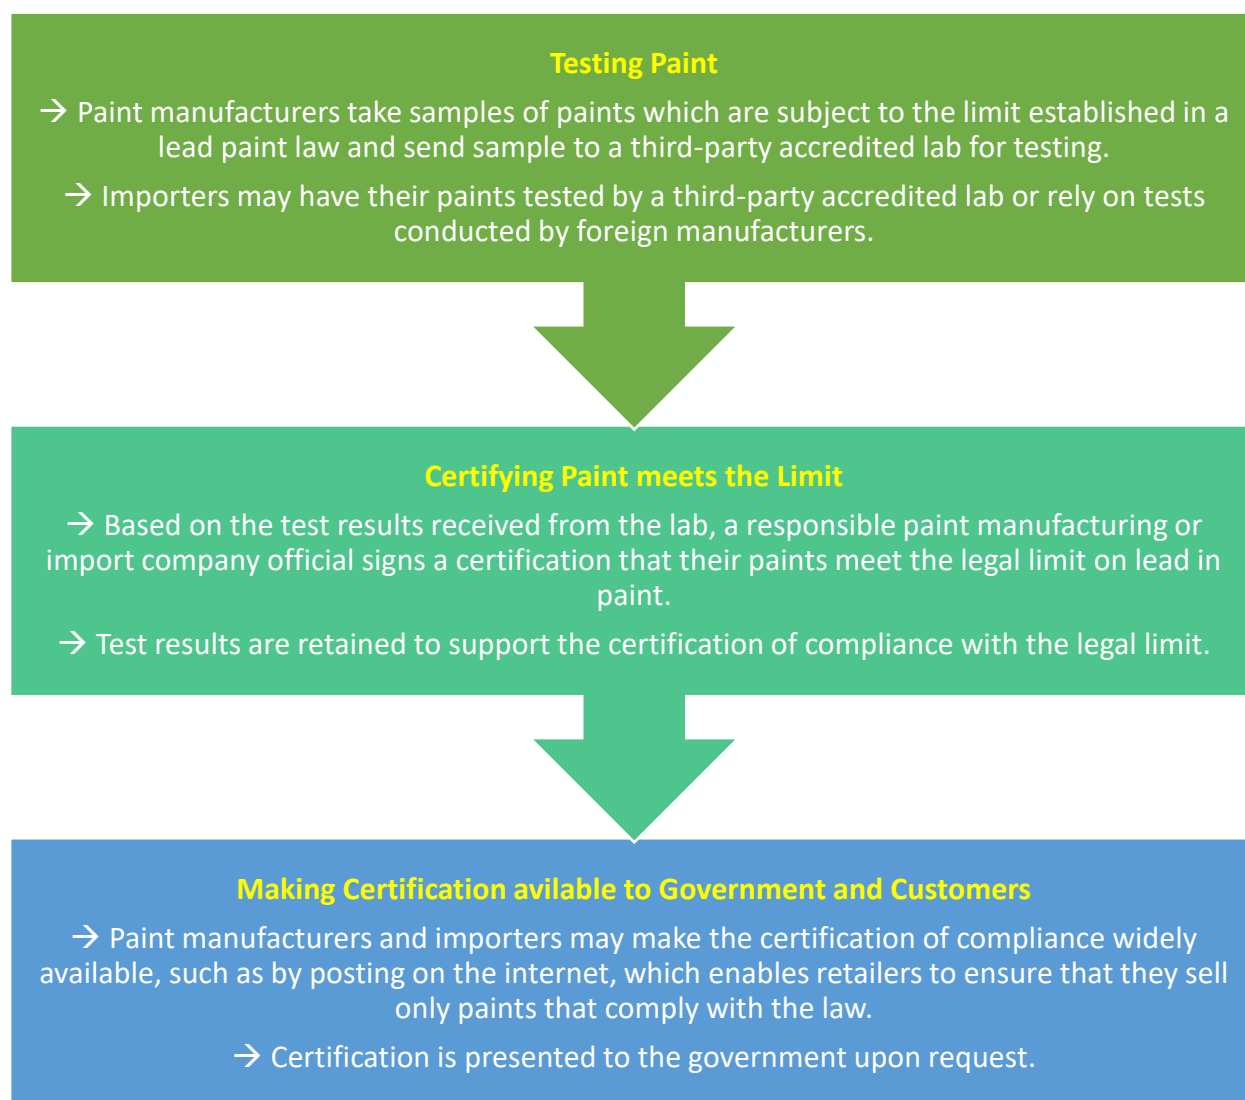 Testing Paint
→ Paint manufacturers take samples of paints which are subject to the limit established in a
lead paint law and send sample to a third-party accredited lab for testing.
→ Importers may have their paints tested by a third-party accredited lab or rely on tests
conducted by foreign manufacturers.
Certifying Paint meets the Limit
→ Based on the test results received from the lab, a responsible paint manufacturing or
import company official signs a certification that their paints meet the legal limit on lead in
paint.
→ Test results are retained to support the certification of compliance with the legal limit.
Making Certification avilable to Government and Customers
→ Paint manufacturers and importers may make the certification of compliance widely
available, such as by posting on the internet, which enables retailers to ensure that they sell
only paints that comply with the law.
→ Certification is presented to the government upon request.